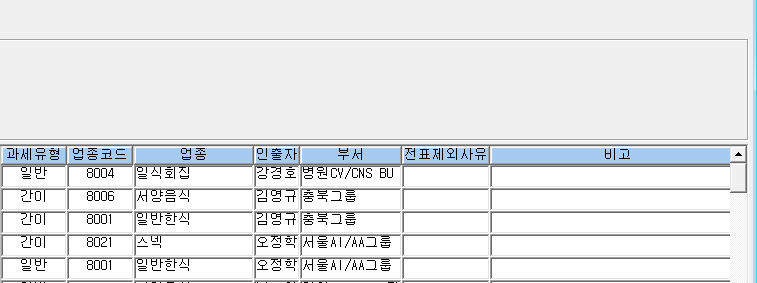 과세유형 업종코드 업종 인출자 부서 전표제외사유 비고
일반 8004 일식회집 강경호 병원CV/CNS BU
간이 8006 서양음식 김영규 충북그룹
간이 8001 일반한식 김영규 충북그룹
간이 8021 스넥 오정학 서울AI/AA그룹
일반 8001 일반한식 오정학 서울AI/AA그룹